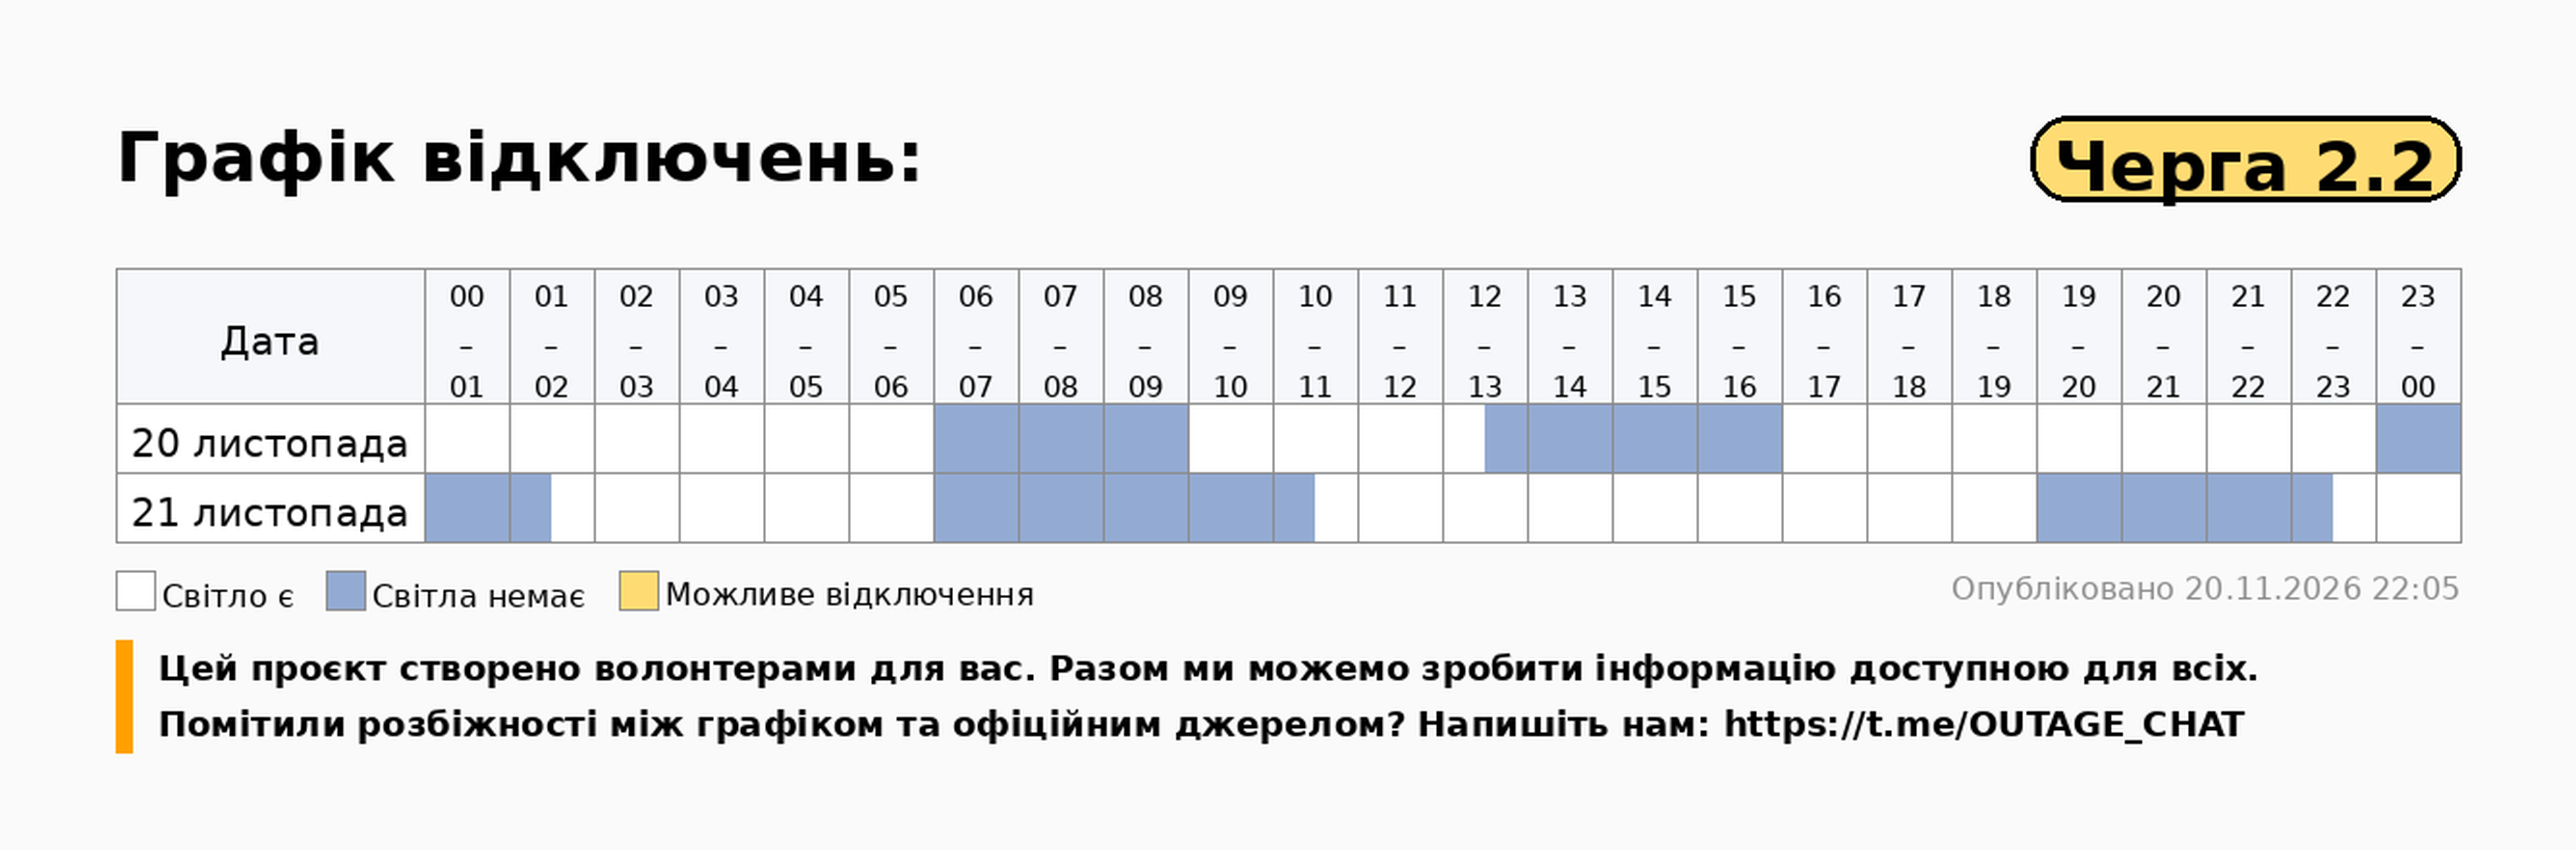 Графік відключень:
Черга 2.2
Дата 00 – 01 01 – 02 02 – 03 03 – 04 04 – 05 05 – 06 06 – 07 07 – 08 08 – 09 09 – 10 10 – 11 11 – 12 12 – 13 13 – 14 14 – 15 15 – 16 16 – 17 17 – 18 18 – 19 19 – 20 20 – 21 21 – 22 22 – 23 23 – 00
20 листопада
21 листопада
Світло є Світла немає Можливе відключення
Опубліковано 20.11.2026 22:05
Цей проєкт створено волонтерами для вас. Разом ми можемо зробити інформацію доступною для всіх.
Помітили розбіжності між графіком та офіційним джерелом? Напишіть нам: https://t.me/OUTAGE_CHAT